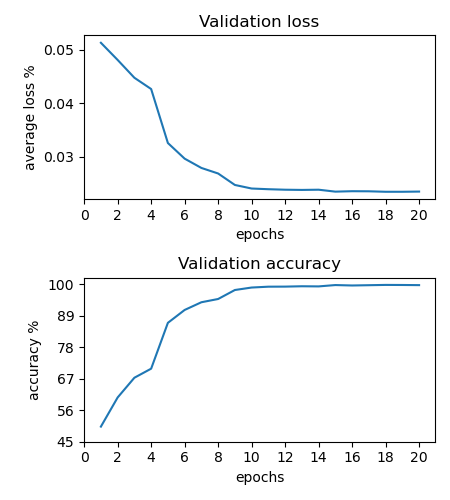 Validation loss
average loss %
0.05
0.04
0.03
0 2 4 6 8 10 12 14 16 18 20
epochs
Validation accuracy
accuracy %
100
89
78
67
56
45
0 2 4 6 8 10 12 14 16 18 20
epochs